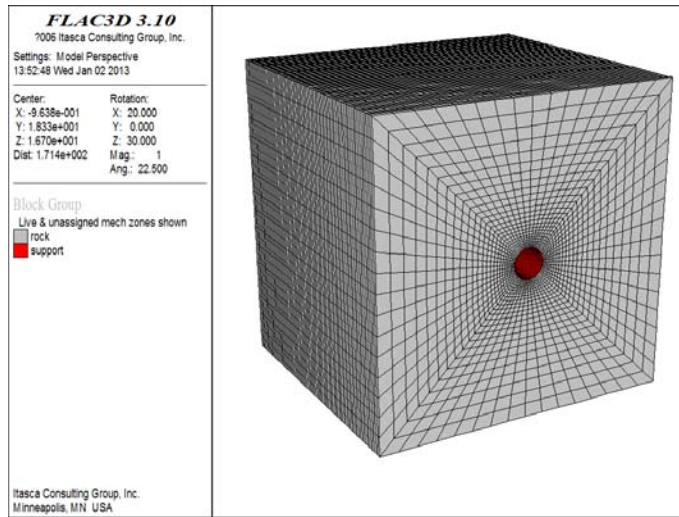 FLAC3D 3.10
?006 Itasca Consulting Group, Inc.
Settings: Model Perspective
13:52:48 Wed Jan 02 2013
Center: Rotation:
X: -9.638e-001 X: 20.000
Y: 1.833e+001 Y: 0.000
Z: 1.670e+001 Z: 30.000
Dist: 1.714e+002 Mag.: 1
Ang.: 22.500
Block Group
Live & unassigned mech zones shown
rock
support
Itasca Consulting Group, Inc.
Minneapolis, MN USA